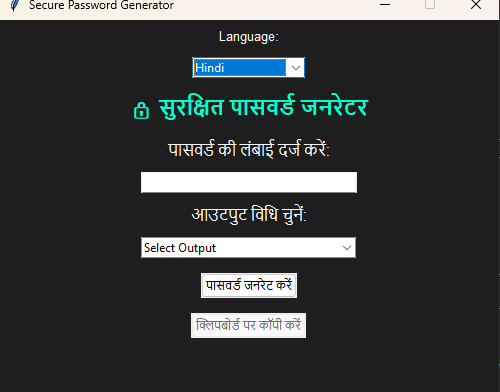 Secure Password Generator
Language:
Hindi
सुरक्षित पासवर्ड जनरेटर
पासवर्ड की लंबाई दर्ज करें:
आउटपुट विधि चुनें:
Select Output
पासवर्ड जनरेट करें
क्लिपबोर्ड पर कॉपी करें